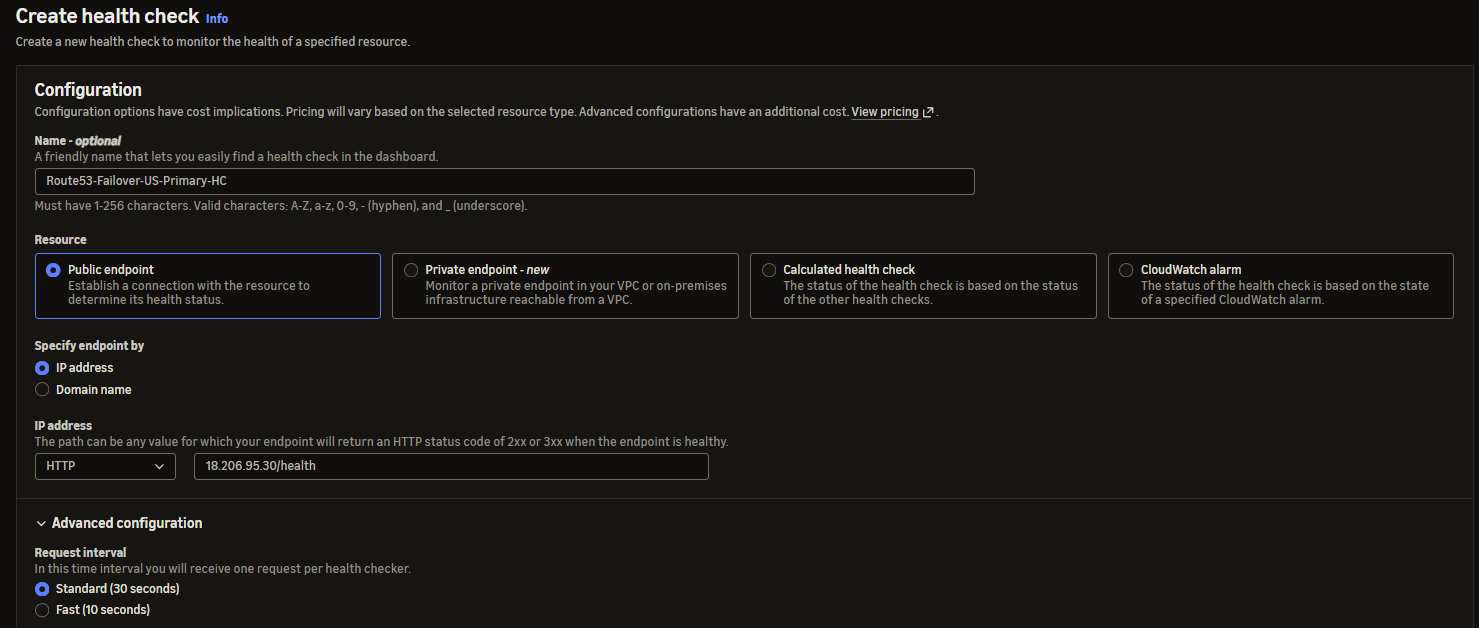 Create health check Info
Create a new health check to monitor the health of a specified resource.
Configuration
Configuration options have cost implications. Pricing will vary based on the selected resource type. Advanced configurations have an additional cost. View pricing .
Name - optional
A friendly name that lets you easily find a health check in the dashboard.
Route53-Failover-US-Primary-HC
Must have 1-256 characters. Valid characters: A-Z, a-z, 0-9, - (hyphen), and _ (underscore).
Resource
Public endpoint
Establish a connection with the resource to
determine its health status.
Private endpoint - new
Monitor a private endpoint in your VPC or on-premises
infrastructure reachable from a VPC.
Calculated health check
The status of the health check is based on the status
of the other health checks.
CloudWatch alarm
The status of the health check is based on the state
of a specified CloudWatch alarm.
Specify endpoint by
IP address
Domain name
IP address
The path can be any value for which your endpoint will return an HTTP status code of 2xx or 3xx when the endpoint is healthy.
HTTP
18.206.95.30/health
Advanced configuration
Request interval
In this time interval you will receive one request per health checker.
Standard (30 seconds)
Fast (10 seconds)